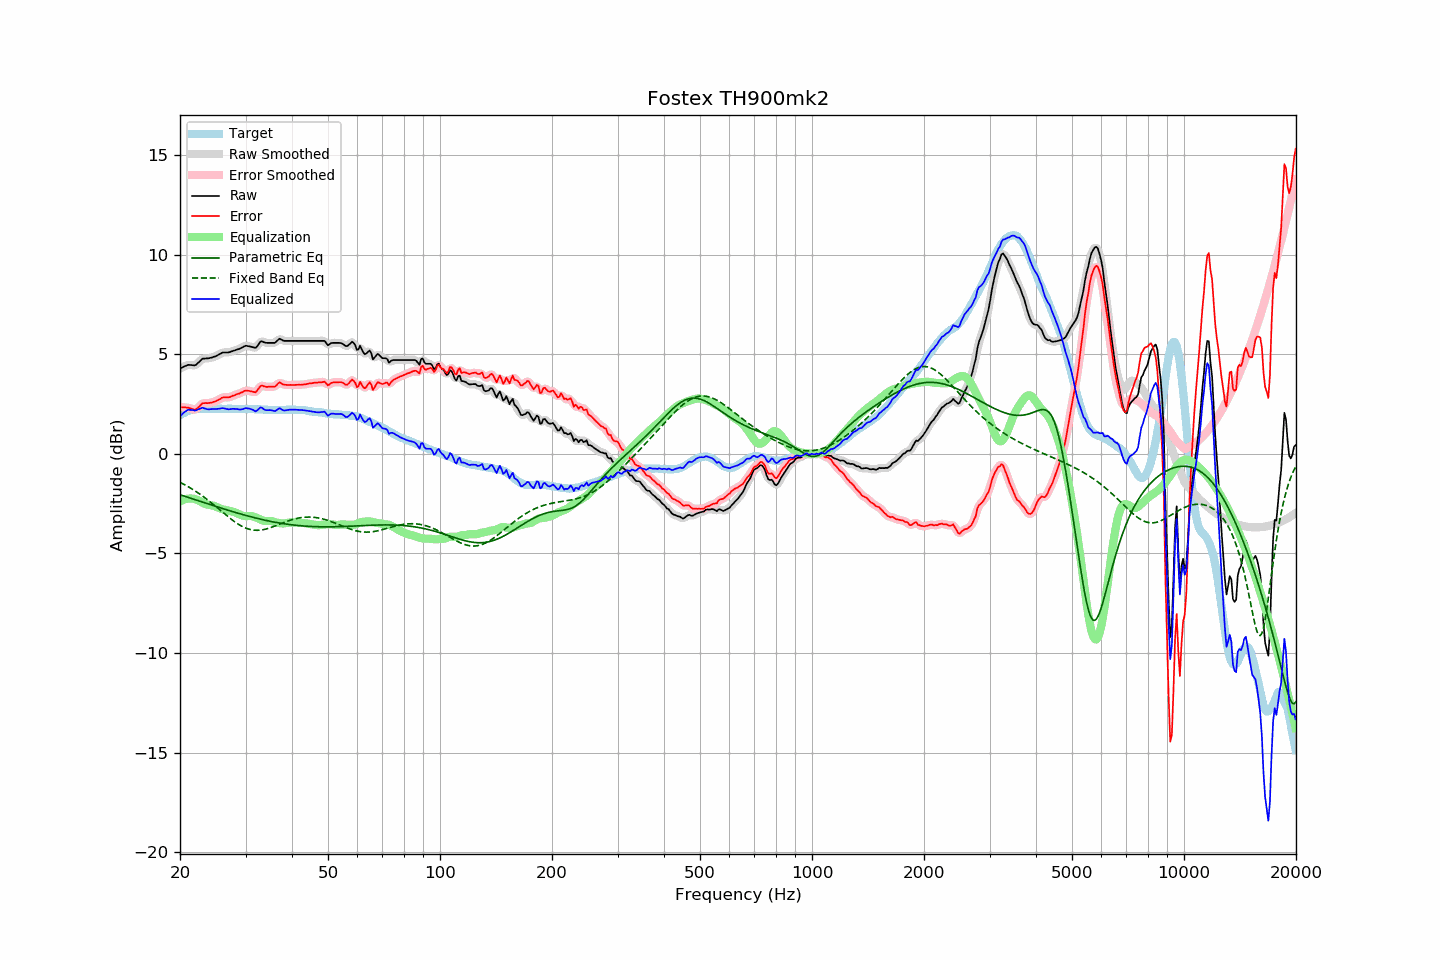 Fostex TH900mk2
Target
Raw Smoothed
Error Smoothed
Raw
Error
Equalization
Parametric Eq
Fixed Band Eq
Equalized
15
10
5
0
−5
−10
−15
−20
Amplitude (dBr)
20 50 100 200 500 1000 2000 5000 10000 20000
Frequency (Hz)